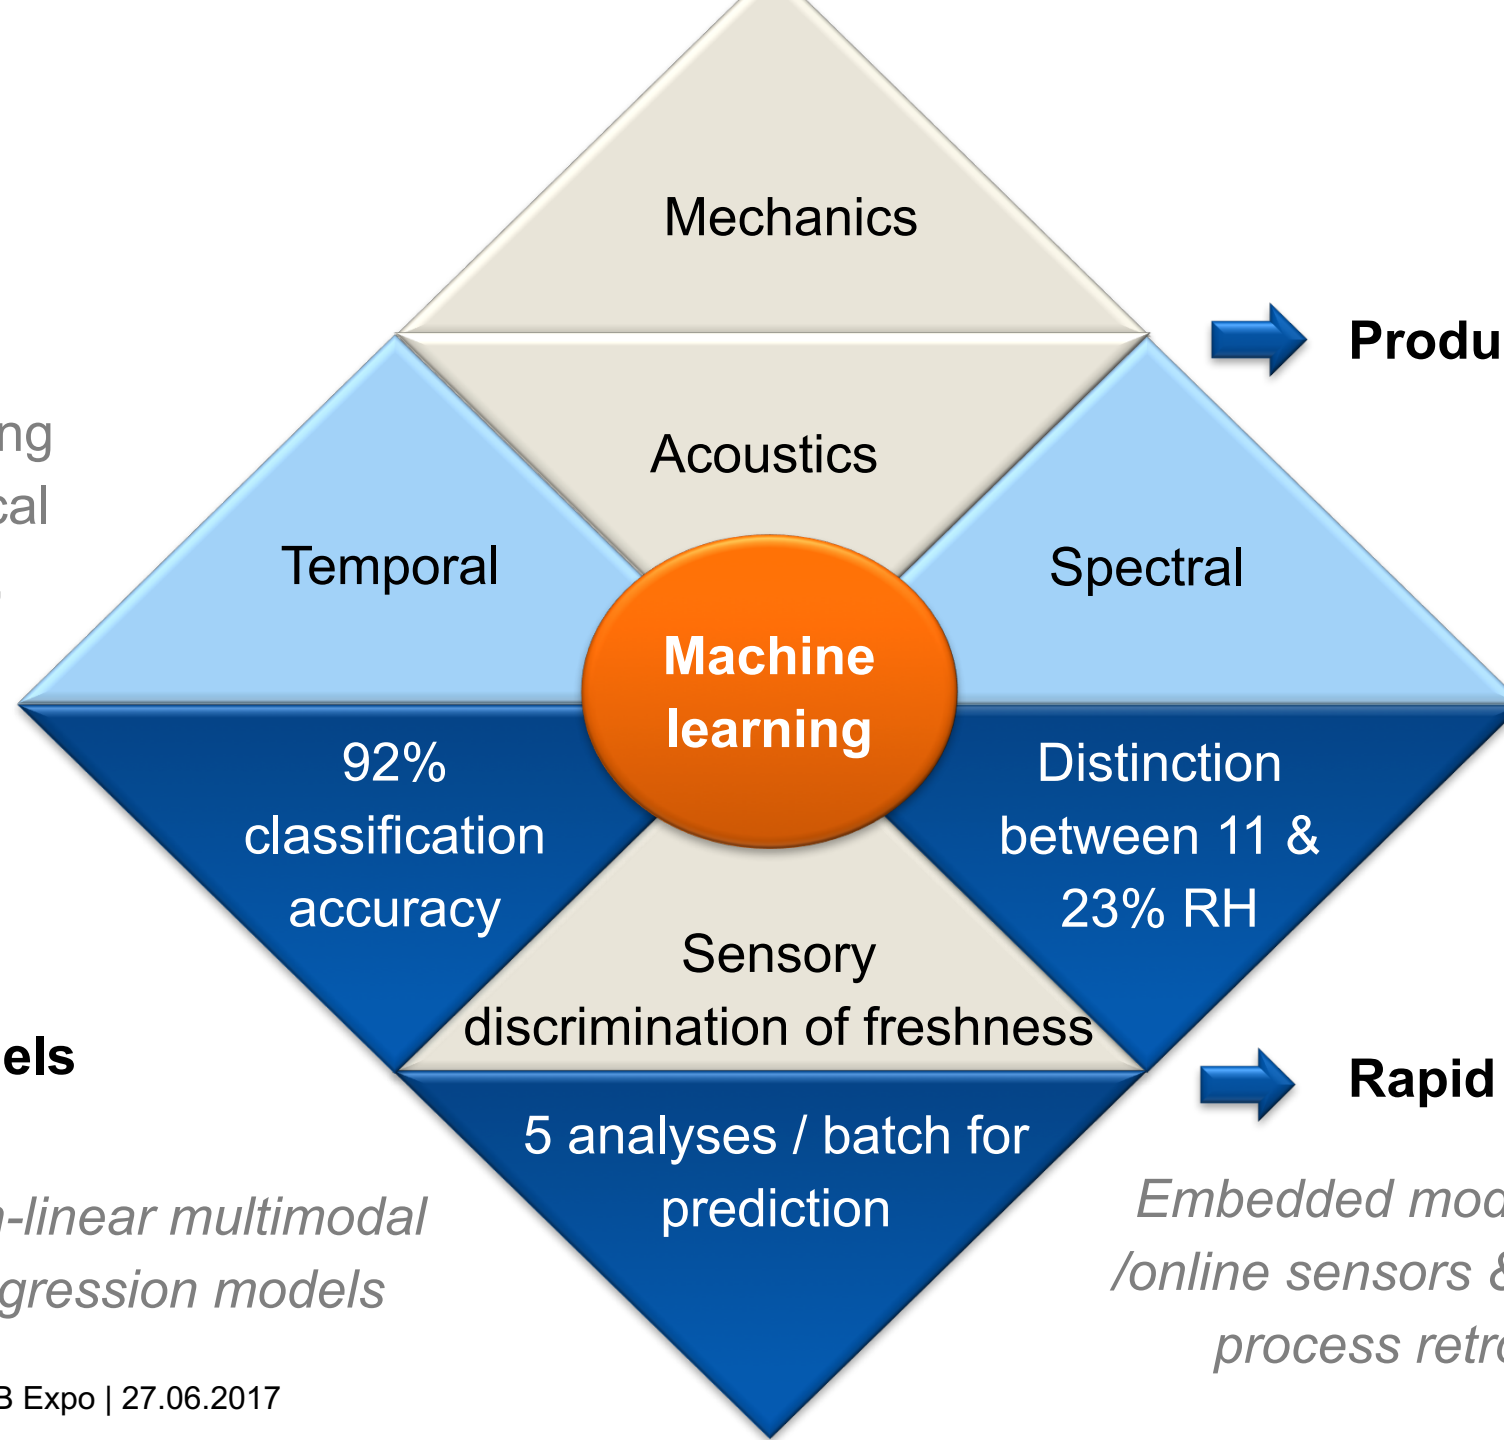 Mechanics
Produ
Acoustics
ng
cal
Temporal
Spectral
Machine
learning
92%
classification
accuracy
Distinction
between 11 &
23% RH
Sensory
discrimination of freshness
els
Rapid
5 analyses / batch for
prediction
-linear multimodal
gression models
Embedded mod
/online sensors &
process retro
B Expo | 27.06.2017